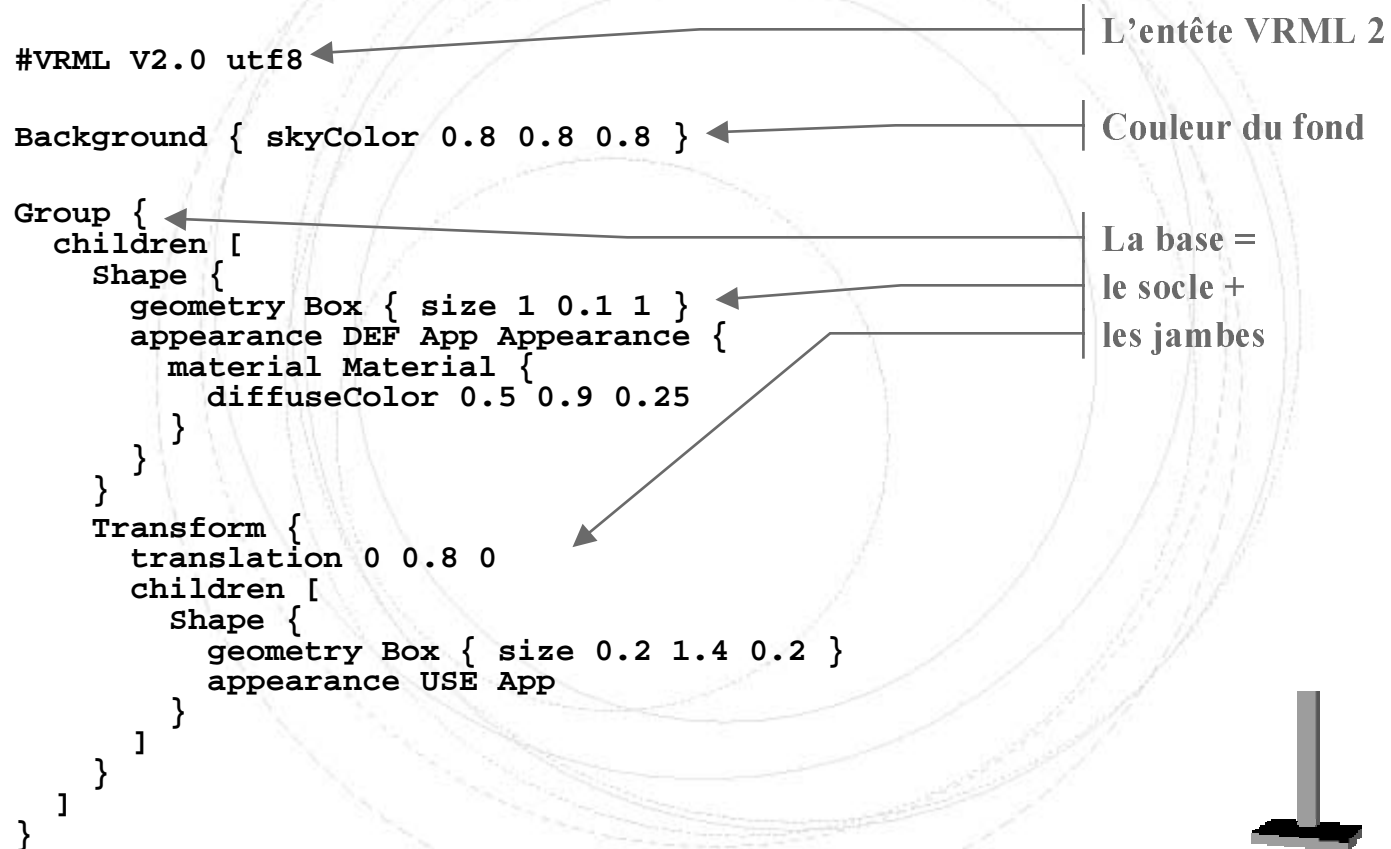 #VRML V2.0 utf8
Background { skyColor 0.8 0.8 0.8 }
Group {
  children [
    Shape {
      geometry Box { size 1 0.1 1 }
      appearance DEF App Appearance {
        material Material {
          diffuseColor 0.5 0.9 0.25
        }
      }
    }
    Transform {
      translation 0 0.8 0
      children [
        Shape {
          geometry Box { size 0.2 1.4 0.2 }
          appearance USE App
        }
      ]
    }
  ]
}
L’entête VRML 2
Couleur du fond
La base =
le socle +
les jambes